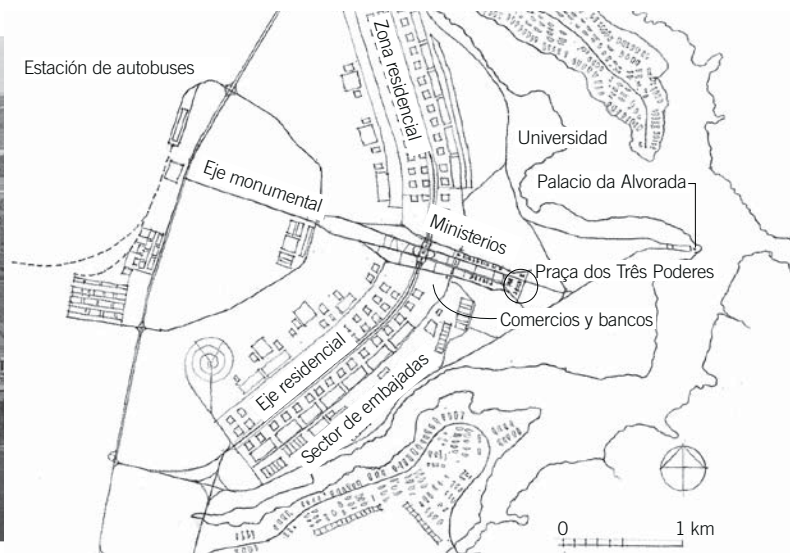 Estación de autobuses
Zona residencial
Universidad
Eje monumental
Palacio da Alvorada
Ministerios
Praça dos Três Poderes
Comercios y bancos
Eje residencial
Sector de embajadas
0 1 km